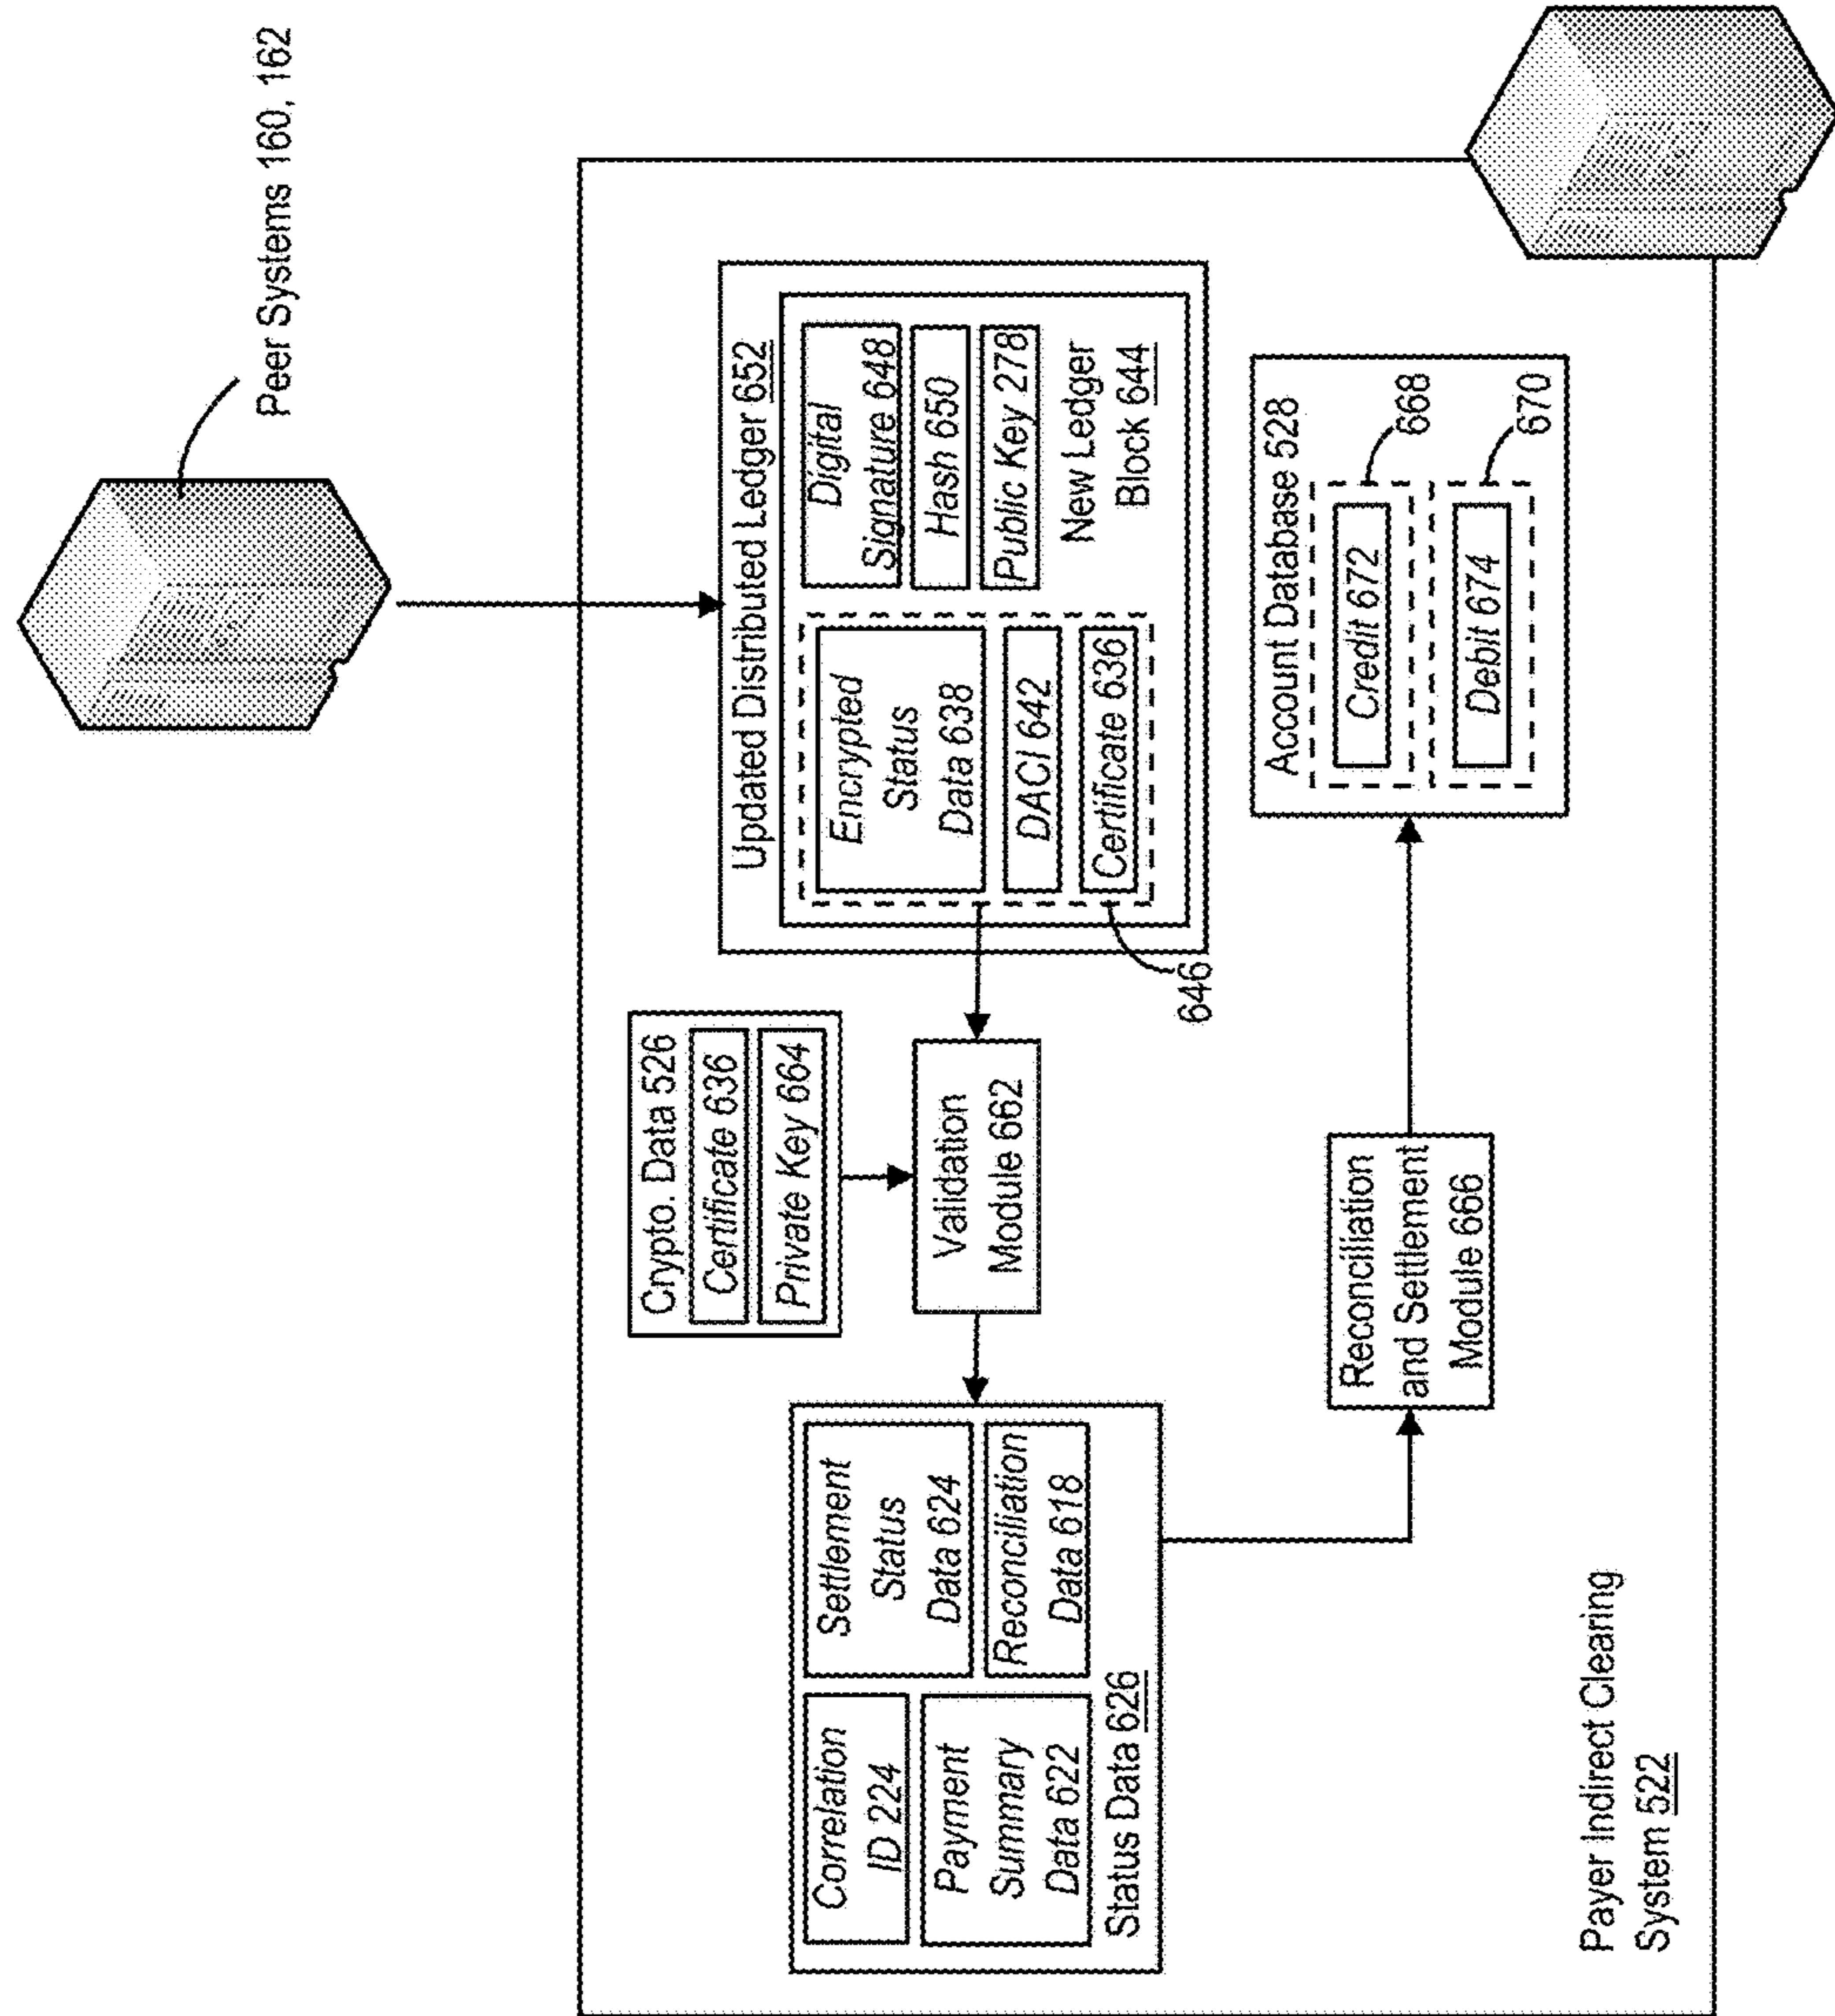 Peer Systems 160, 162
Updated Distributed Ledger 652
Encrypted
Status
Data 638
DACI 642
Certificate 636
Digital
Signature 648
Hash 650
Public Key 278
New Ledger
Block 644
646
Crypto. Data 526
Certificate 636
Private Key 664
Validation
Module 662
Correlation
ID 224
Payment
Summary
Data 622
Settlement
Status
Data 624
Reconciliation
Data 618
Status Data 626
Reconciliation
and Settlement
Module 666
Account Database 528
Credit 672
668
Debit 674
670
Payer Indirect Clearing
System 522